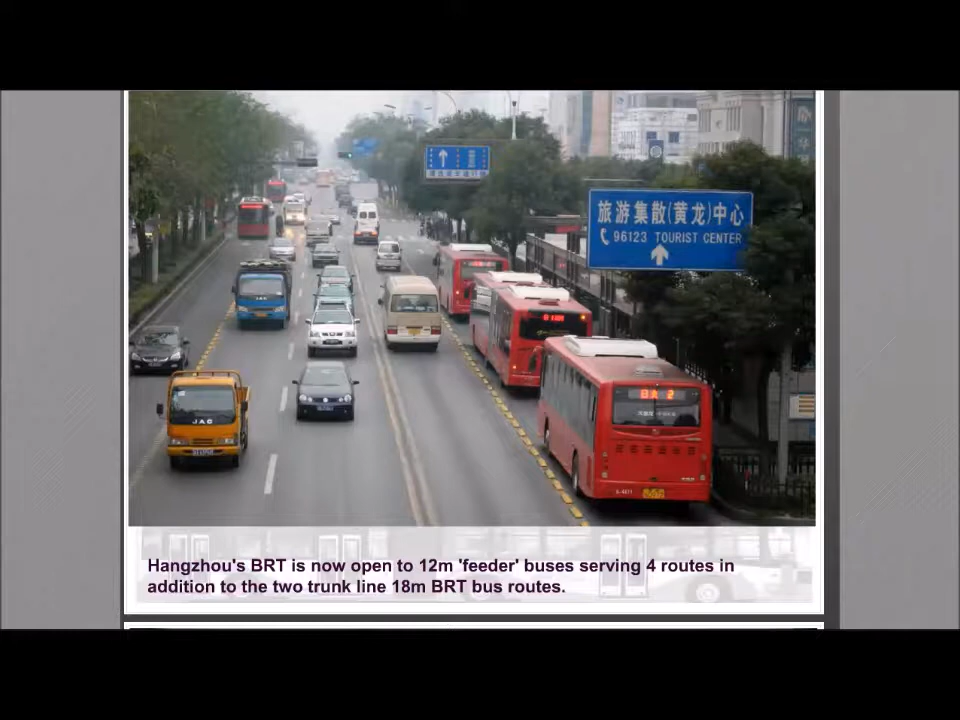 旅游集散(黄龙)中心
96123 TOURIST CENTER
JAC
Hangzhou's BRT is now open to 12m 'feeder' buses serving 4 routes in
addition to the two trunk line 18m BRT bus routes.